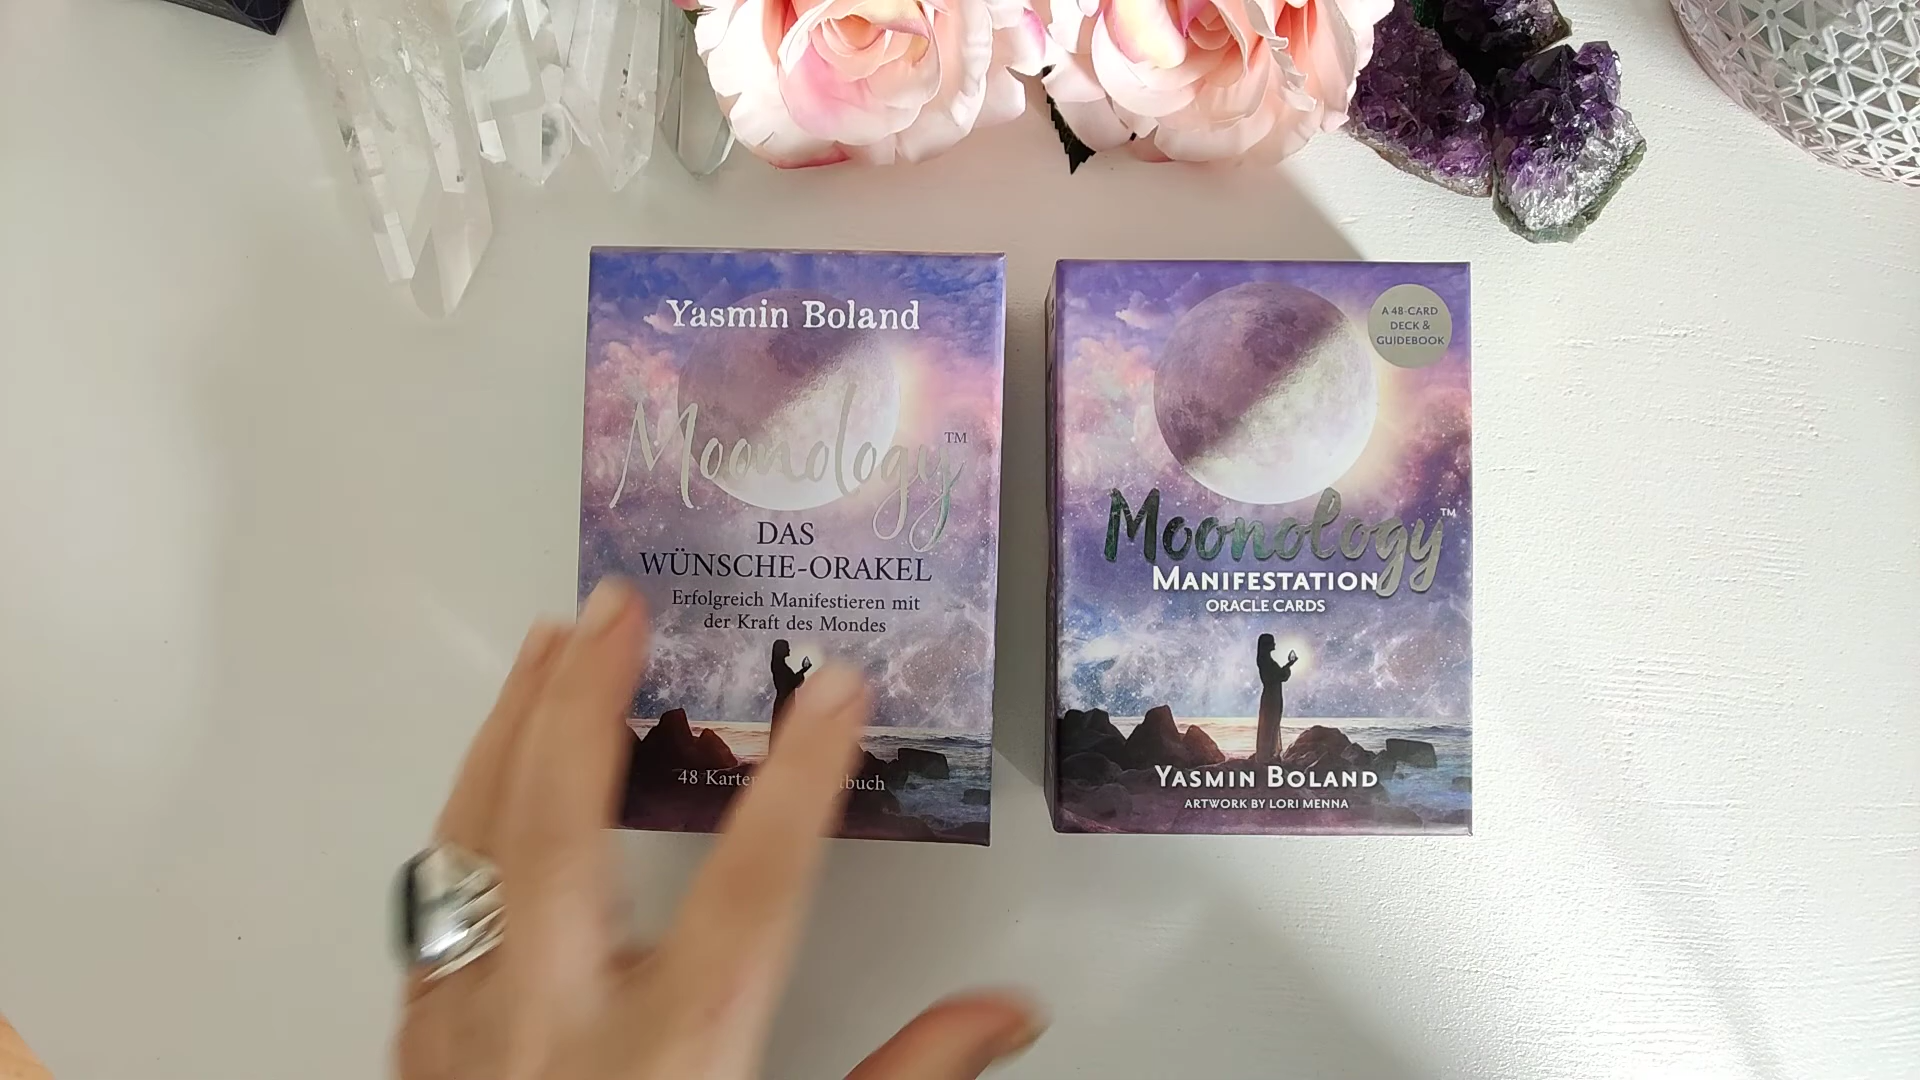 Yasmin Boland
Moonology™
DAS
WÜNSCHE-ORAKEL
Erfolgreich Manifestieren mit
der Kraft des Mondes
48 Karten
A 48-CARD
DECK &
GUIDEBOOK
Moonology™
MANIFESTATION
ORACLE CARDS
YASMIN BOLAND
ARTWORK BY LORI MENNA